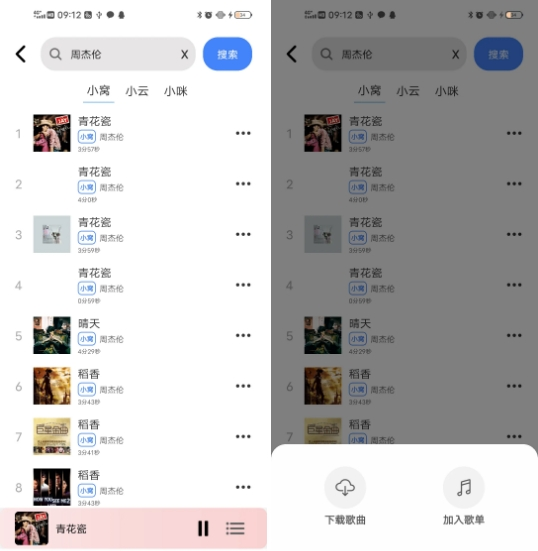 09:12
周杰伦 X 搜索
小窝 小云 小咪
1 青花瓷
小窝 周杰伦
3分57秒
2 青花瓷
小窝 周杰伦
4分0秒
3 青花瓷
小窝 周杰伦
3分59秒
4 青花瓷
小窝 周杰伦
0分59秒
5 晴天
小窝 周杰伦
4分29秒
6 稻香
小窝 周杰伦
3分43秒
7 稻香
小窝 周杰伦
3分41秒
8 稻香
小窝 周杰伦
3分43秒
青花瓷
09:12
周杰伦 X 搜索
小窝 小云 小咪
1 青花瓷
小窝 周杰伦
3分57秒
2 青花瓷
小窝 周杰伦
4分0秒
3 青花瓷
小窝 周杰伦
3分59秒
4 青花瓷
小窝 周杰伦
0分59秒
5 晴天
小窝 周杰伦
4分29秒
6 稻香
小窝 周杰伦
3分43秒
7 稻香
下载歌曲 加入歌单